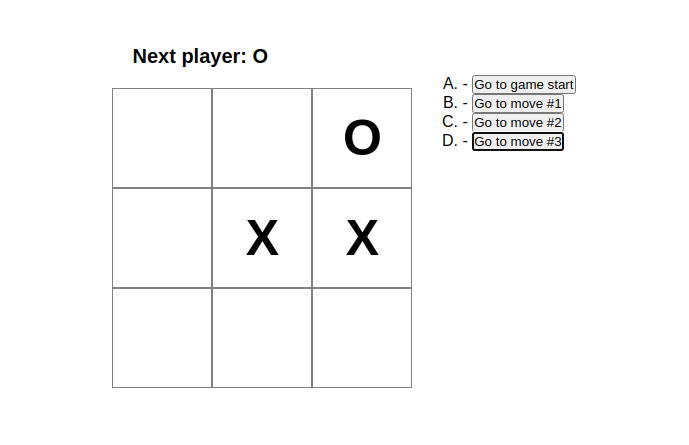 Next player: O
A. - Go to game start
B. - Go to move #1
C. - Go to move #2
D. - Go to move #3
O
X X